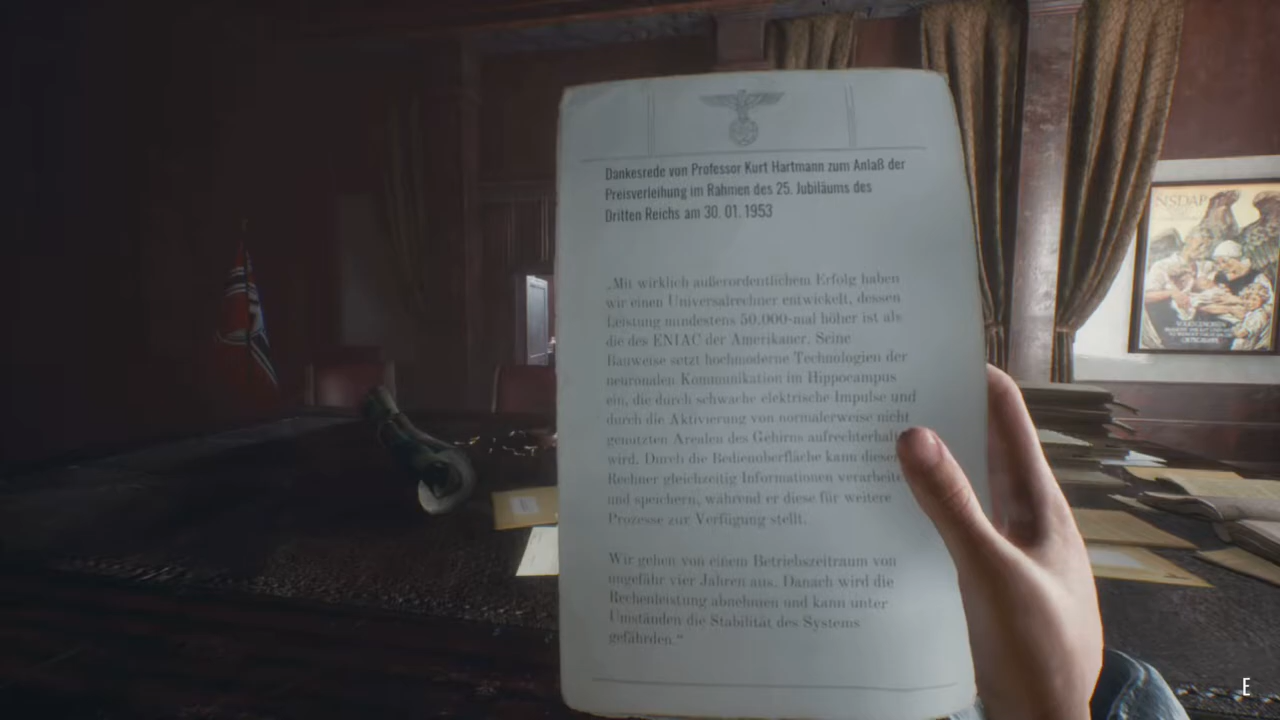 Dankesrede von Professor Kurt Hartmann zum Anlaß der
Preisverleihung im Rahmen des 25. Jubiläums des
Dritten Reichs am 30. 01. 1953
„Mit wirklich außerordentlichem Erfolg haben
wir einen Universalrechner entwickelt, dessen
Leistung mindestens 50.000-mal höher ist als
die des ENIAC der Amerikaner. Seine
Bauweise setzt hochmoderne Technologien der
neuronalen Kommunikation im Hippocampus
ein, die durch schwache elektrische Impulse und
durch die Aktivierung von normalerweise nicht
genutzten Arealen des Gehirns aufrechterhalt
wird. Durch die Bedienoberfläche kann dieser
Rechner gleichzeitig Informationen verarbeite
und speichern, während er diese für weitere
Prozesse zur Verfügung stellt.
Wir gehen von einem Betriebszeitraum von
ungefähr vier Jahren aus. Danach wird die
Rechenleistung abnehmen und kann unter
Umständen die Stabilität des Systems
gefährden.“
NSDAP
E